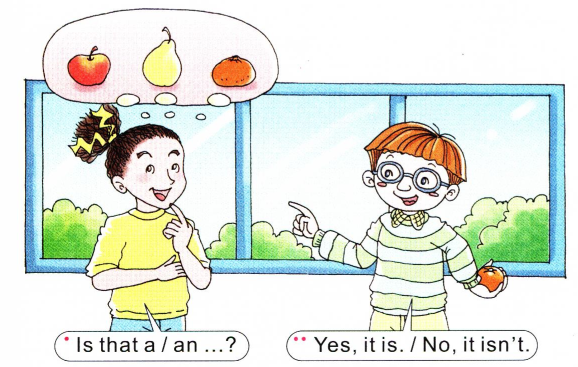 Is that a / an ...?
Yes, it is. / No, it isn't.